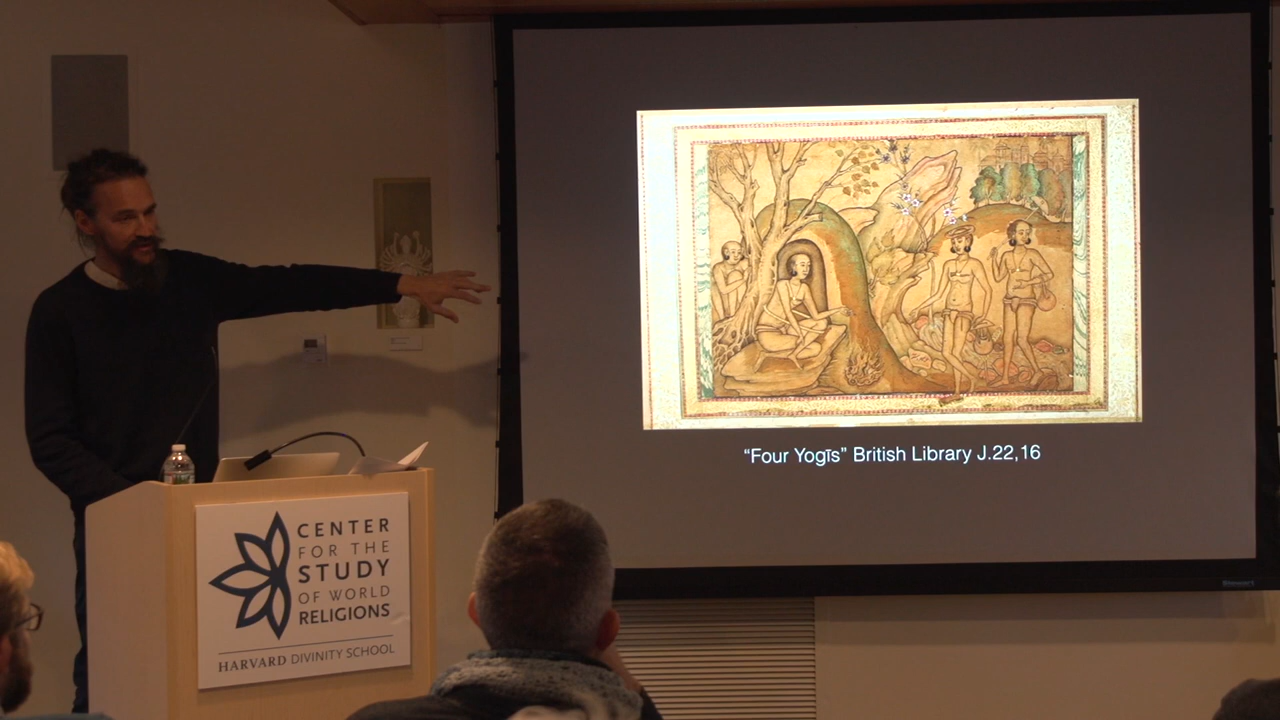 "Four Yogīs" British Library J.22,16
CENTER
FOR THE
STUDY
OF WORLD
RELIGIONS
HARVARD DIVINITY SCHOOL